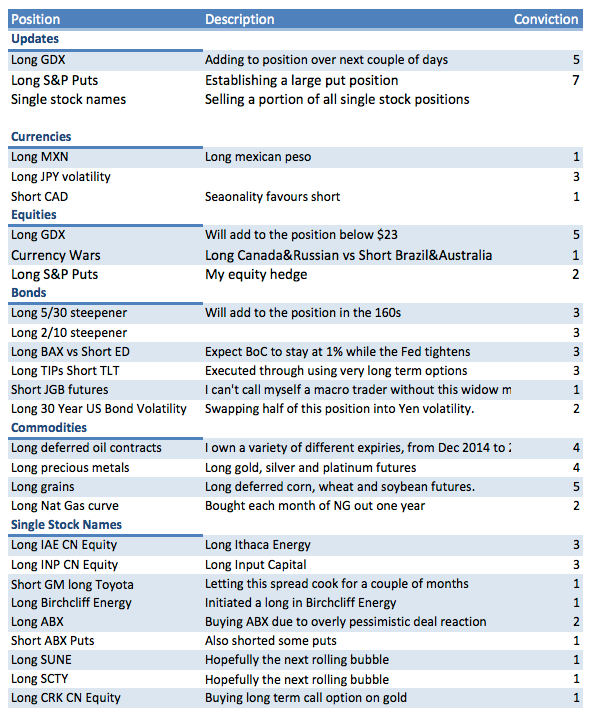 Position Description Conviction
Updates
Long GDX Adding to position over next couple of days 5
Long S&P Puts Establishing a large put position 7
Single stock names Selling a portion of all single stock positions
Currencies
Long MXN Long mexican peso 1
Long JPY volatility 3
Short CAD Seaonality favours short 1
Equities
Long GDX Will add to the position below $23 5
Currency Wars Long Canada&Russian vs Short Brazil&Australia 1
Long S&P Puts My equity hedge 2
Bonds
Long 5/30 steepener Will add to the position in the 160s 3
Long 2/10 steepener 3
Long BAX vs Short ED Expect BoC to stay at 1% while the Fed tightens 3
Long TIPs Short TLT Executed through using very long term options 3
Short JGB futures I can't call myself a macro trader without this widow m 1
Long 30 Year US Bond Volatility Swapping half of this position into Yen volatility. 2
Commodities
Long deferred oil contracts I own a variety of different expiries, from Dec 2014 to 4
Long precious metals Long gold, silver and platinum futures 4
Long grains Long deferred corn, wheat and soybean futures. 5
Long Nat Gas curve Bought each month of NG out one year 2
Single Stock Names
Long IAE CN Equity Long Ithaca Energy 3
Long INP CN Equity Long Input Capital 3
Short GM long Toyota Letting this spread cook for a couple of months 1
Long Birchcliff Energy Initiated a long in Birchcliff Energy 1
Long ABX Buying ABX due to overly pessimistic deal reaction 2
Short ABX Puts Also shorted some puts 1
Long SUNE Hopefully the next rolling bubble 1
Long SCTY Hopefully the next rolling bubble 1
Long CRK CN Equity Buying long term call option on gold 1